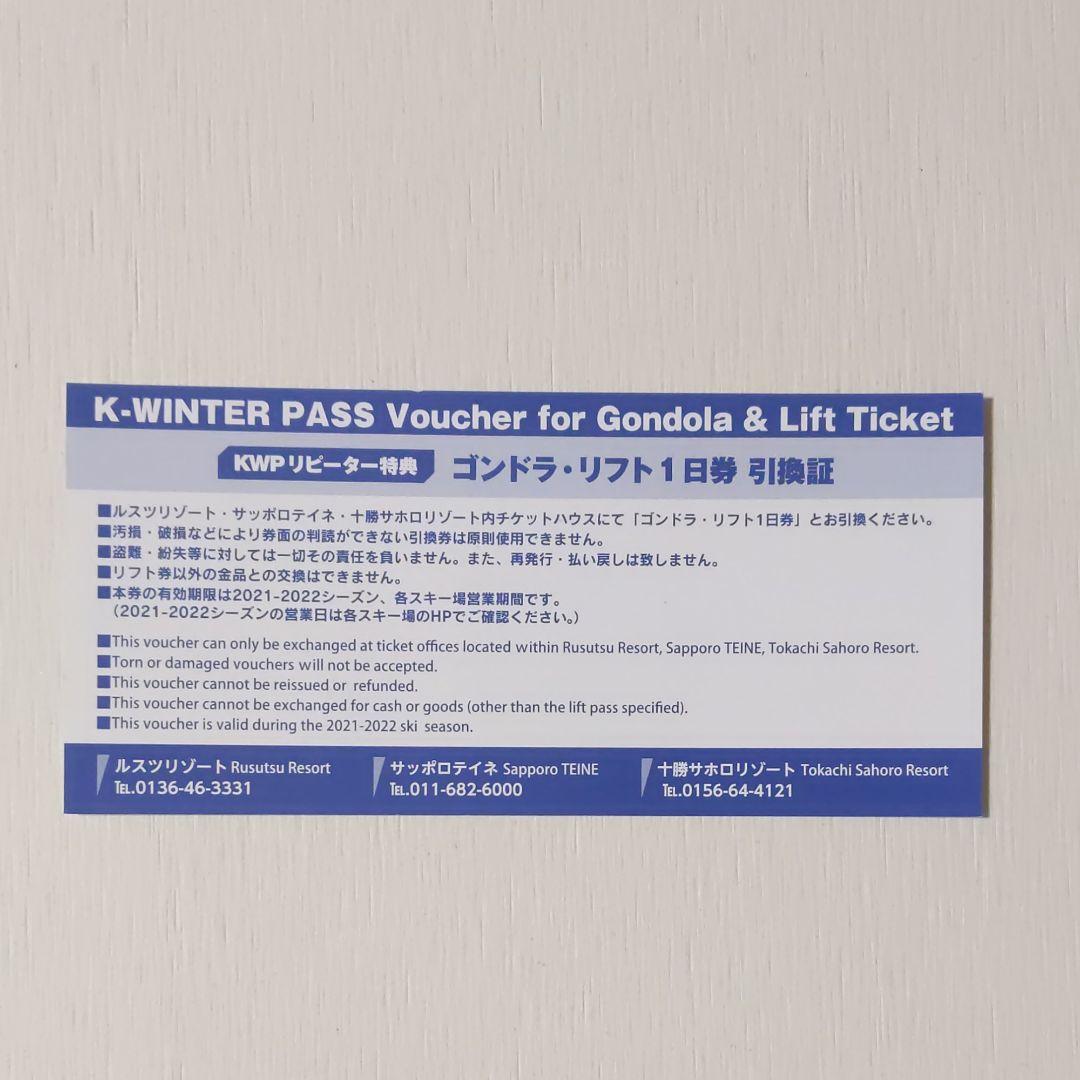 K-WINTER PASS Voucher for Gondola & Lift Ticket
KWPリピーター特典 ゴンドラ・リフト1日券 引換証
■ルスツリゾート・サッポロテイネ・十勝サホロリゾート内チケットハウスにて「ゴンドラ・リフト1日券」とお引換ください。
■汚損・破損などにより券面の判読ができない引換券は原則使用できません。
■盗難・紛失等に対しては一切その責任を負いません。また、再発行・払い戻しは致しません。
■リフト券以外の金品との交換はできません。
■本券の有効期限は2021-2022シーズン、各スキー場営業期間です。
（2021-2022シーズンの営業日は各スキー場のHPでご確認ください。）
■This voucher can only be exchanged at ticket offices located within Rusutsu Resort, Sapporo TEINE, Tokachi Sahoro Resort.
■Torn or damaged vouchers will not be accepted.
■This voucher cannot be reissued or refunded.
■This voucher cannot be exchanged for cash or goods (other than the lift pass specified).
■This voucher is valid during the 2021-2022 ski season.
ルスツリゾート Rusutsu Resort
TEL.0136-46-3331
サッポロテイネ Sapporo TEINE
TEL.011-682-6000
十勝サホロリゾート Tokachi Sahoro Resort
TEL.0156-64-4121